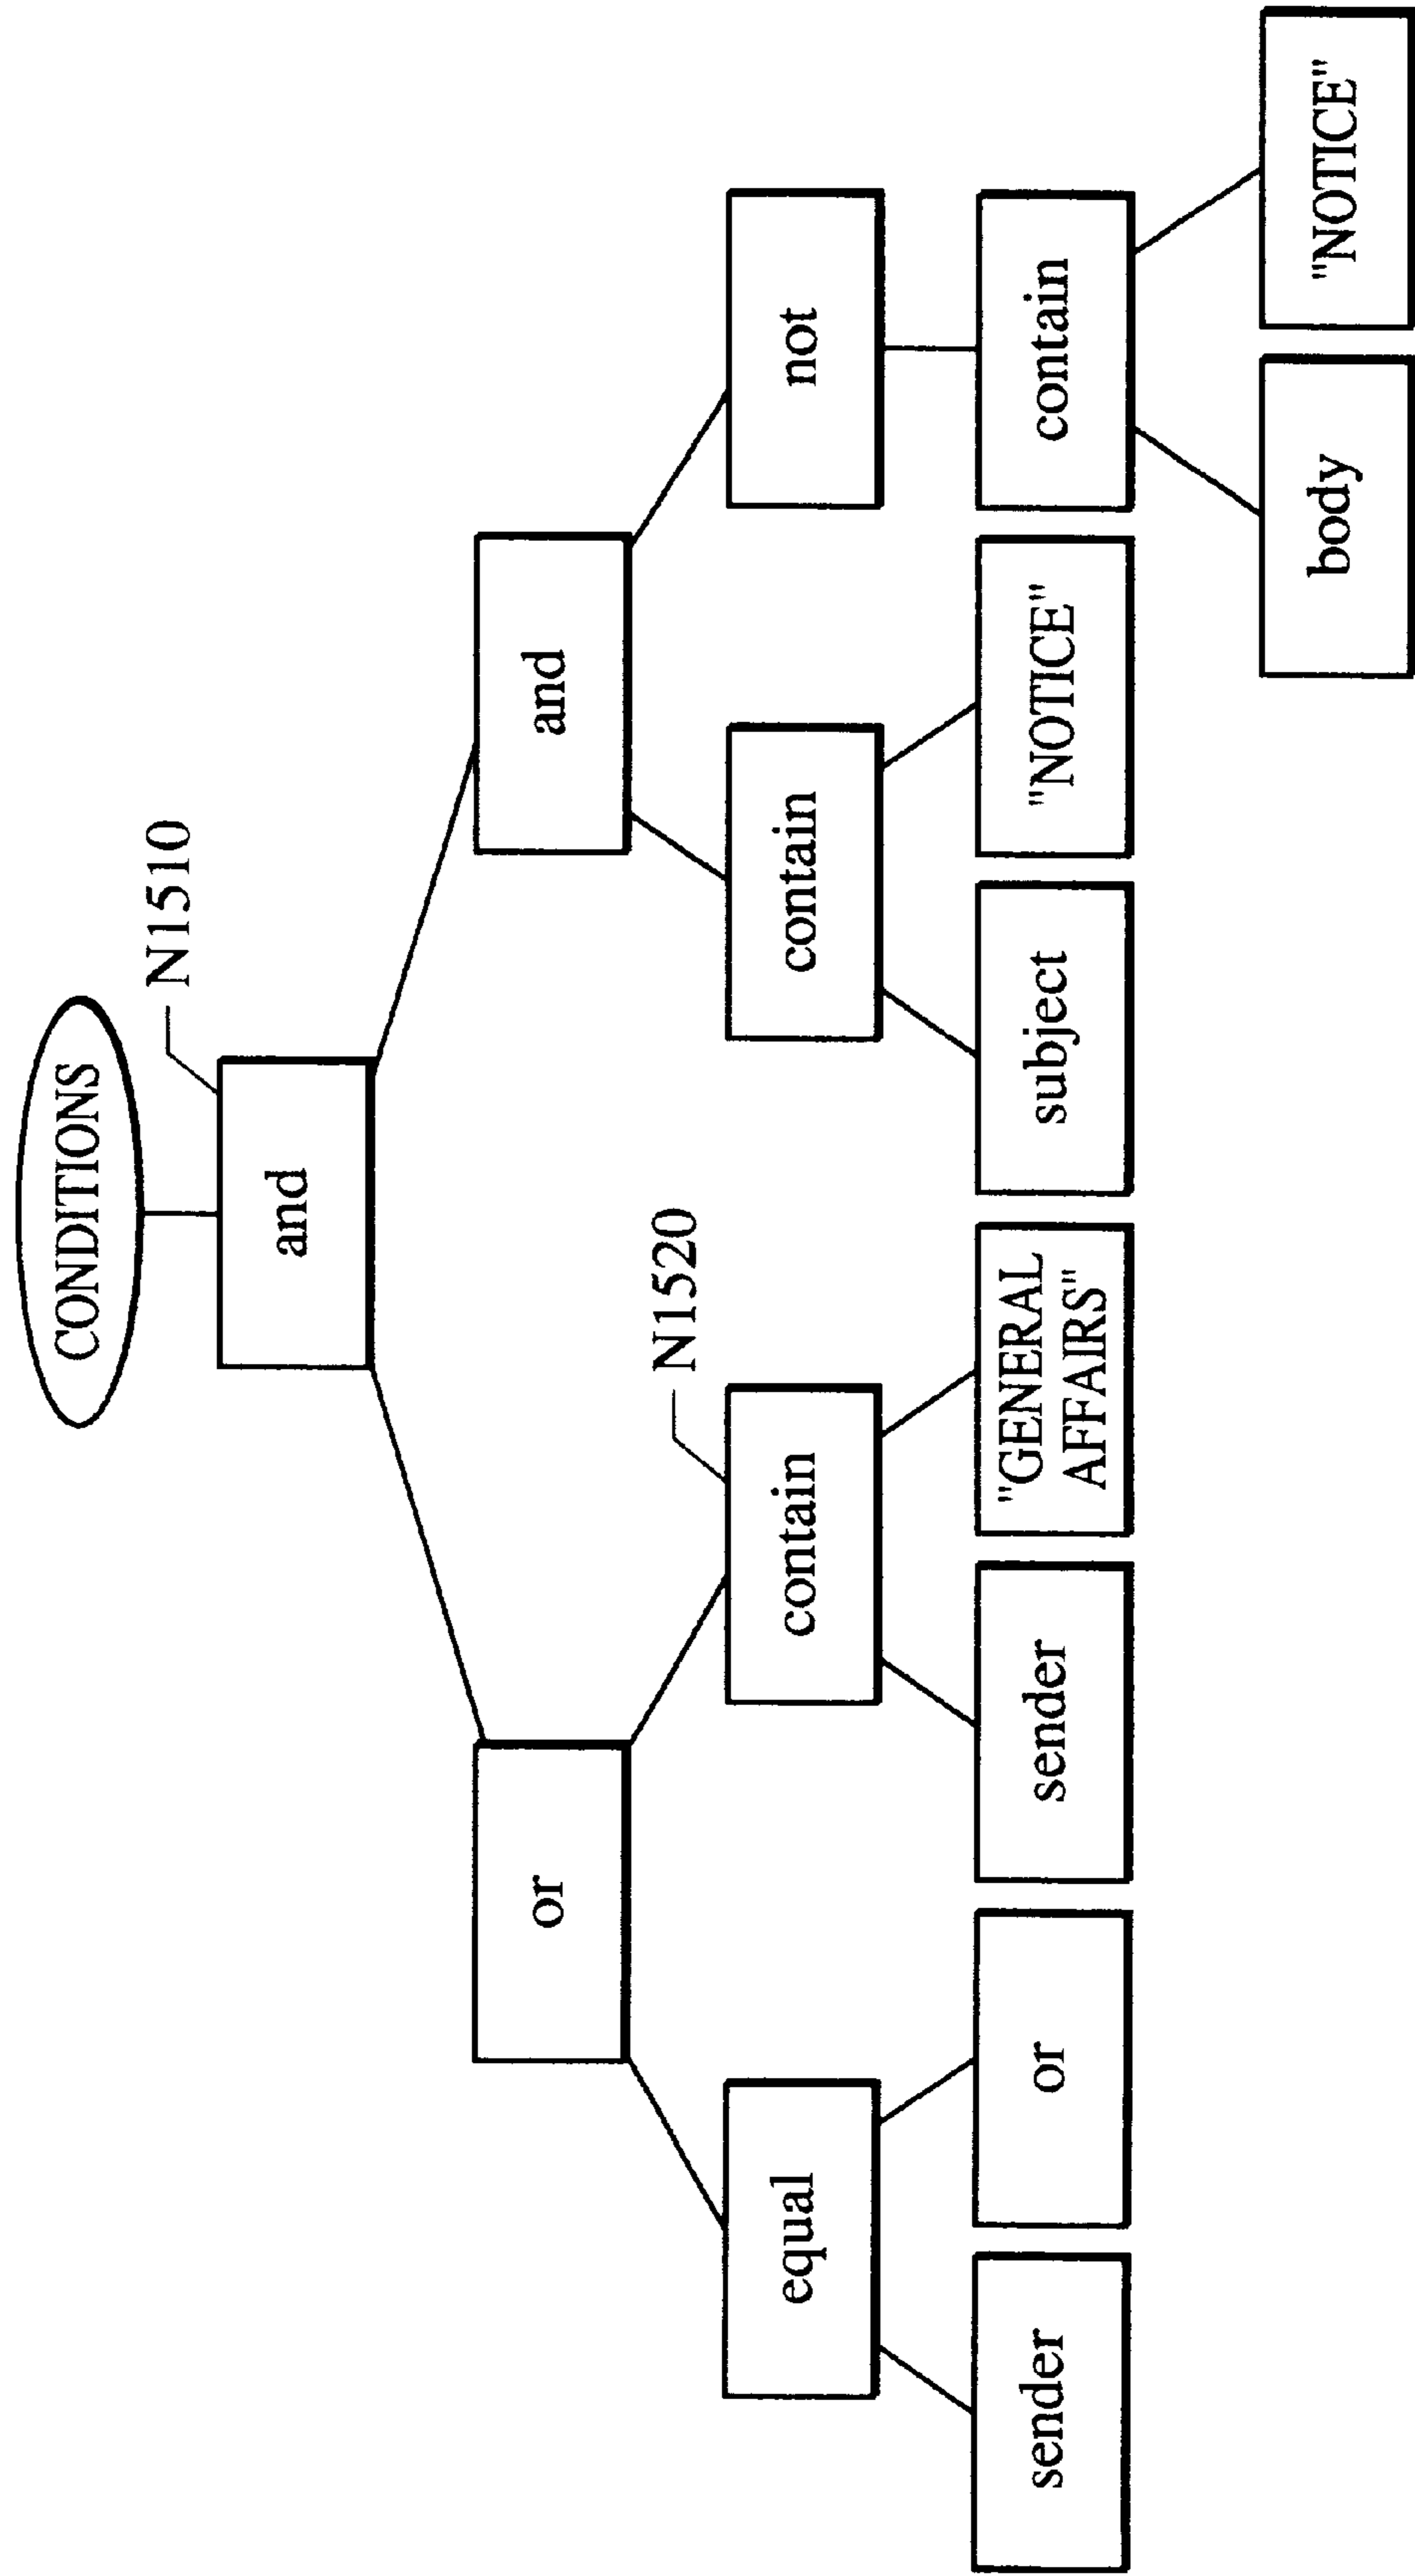 CONDITIONS
N1510
and
or
and
N1520
equal
contain
contain
not
sender
or
sender
"GENERAL
AFFAIRS"
subject
"NOTICE"
contain
body
"NOTICE"